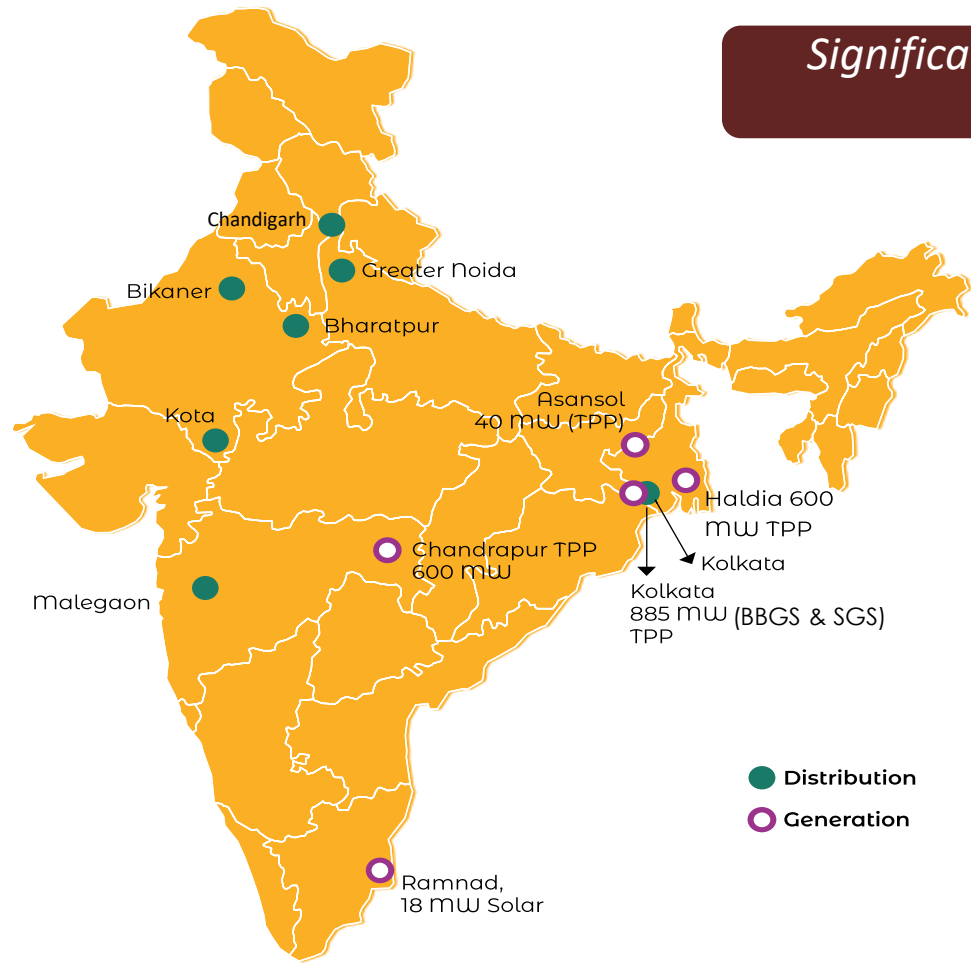 Significa
Chandigarh
Greater Noida
Bikaner
Bharatpur
Asansol
40 MW (TPP)
Kota
Haldia 600
MW TPP
Chandrapur TPP
600 MW
Kolkata
Malegaon
Kolkata
885 MW (BBGS & SGS)
TPP
Distribution
Generation
Ramnad,
18 MW Solar